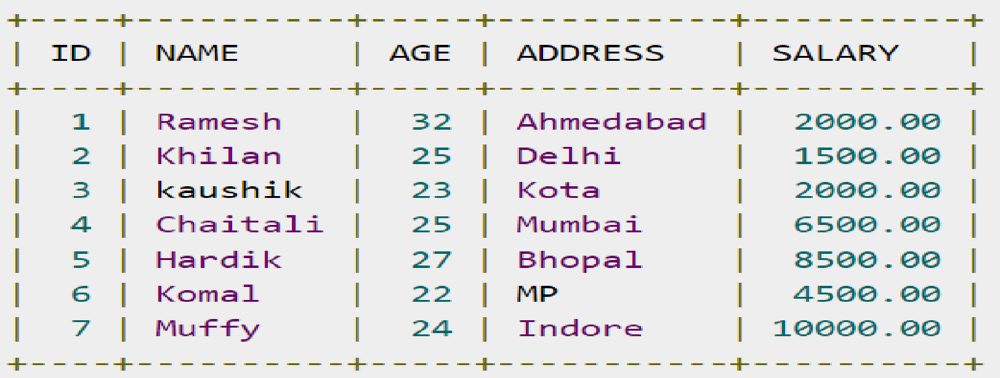 +----+----------+-----+-----------+----------+
| ID | NAME     | AGE | ADDRESS   | SALARY   |
+----+----------+-----+-----------+----------+
|  1 | Ramesh   |  32 | Ahmedabad |  2000.00 |
|  2 | Khilan   |  25 | Delhi     |  1500.00 |
|  3 | kaushik  |  23 | Kota      |  2000.00 |
|  4 | Chaitali |  25 | Mumbai    |  6500.00 |
|  5 | Hardik   |  27 | Bhopal    |  8500.00 |
|  6 | Komal    |  22 | MP        |  4500.00 |
|  7 | Muffy    |  24 | Indore    | 10000.00 |
+----+----------+-----+-----------+----------+